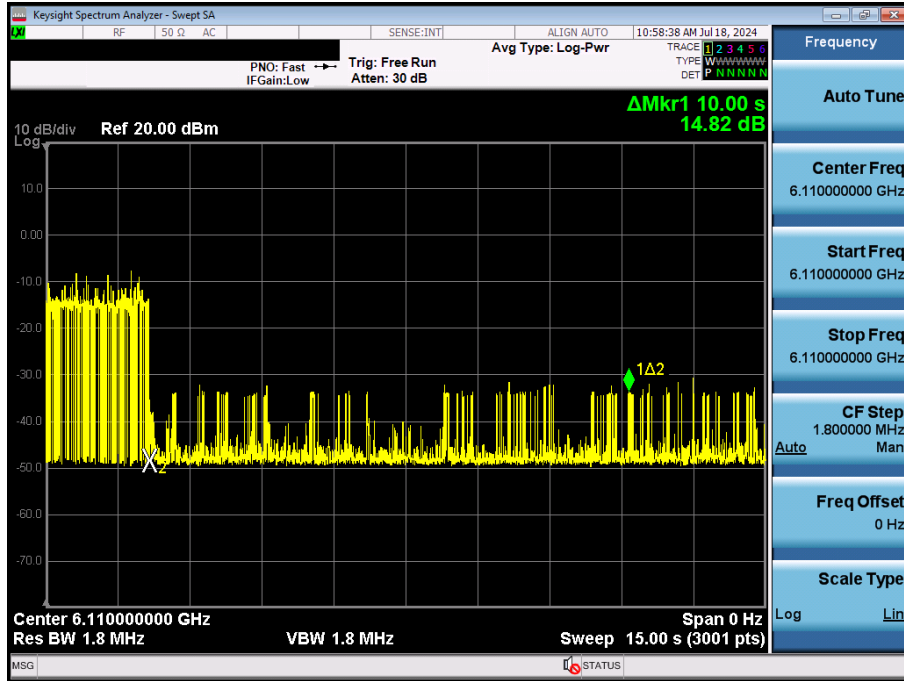 Keysight Spectrum Analyzer - Swept SA
LXI RF 50 Ω AC SENSE:INT ALIGN AUTO 10:58:38 AM Jul 18, 2024
Avg Type: Log-Pwr TRACE 1 2 3 4 5 6
PNO: Fast Trig: Free Run TYPE WWWWWWW
IFGain:Low Atten: 30 dB DET P N N N N N
ΔMkr1 10.00 s
14.82 dB
10 dB/div Ref 20.00 dBm
Log
10.0
0.00
-10.0
-20.0
-30.0
1Δ2
-40.0
-50.0
2
-60.0
-70.0
Center 6.110000000 GHz Span 0 Hz
Res BW 1.8 MHz VBW 1.8 MHz Sweep 15.00 s (3001 pts)
MSG STATUS
Frequency
Auto Tune
Center Freq
6.110000000 GHz
Start Freq
6.110000000 GHz
Stop Freq
6.110000000 GHz
CF Step
1.800000 MHz
Auto Man
Freq Offset
0 Hz
Scale Type
Log Lin